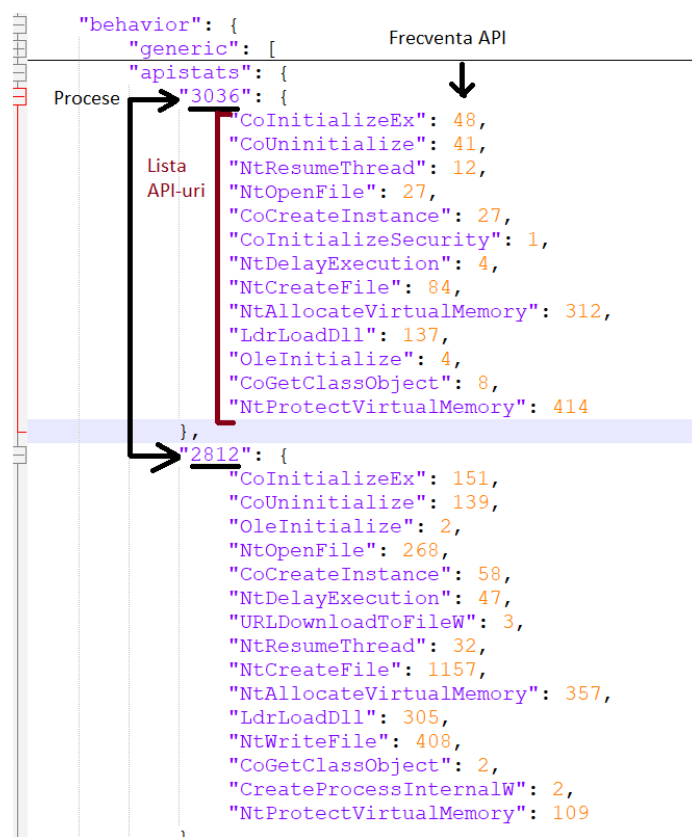 "behavior": {
"generic": [
Frecventa API
"apistats": {
Procese
"3036": {
Lista
API-uri
"CoInitializeEx": 48,
"CoUninitialize": 41,
"NtResumeThread": 12,
"NtOpenFile": 27,
"CoCreateInstance": 27,
"CoInitializeSecurity": 1,
"NtDelayExecution": 4,
"NtCreateFile": 84,
"NtAllocateVirtualMemory": 312,
"LdrLoadDll": 137,
"OleInitialize": 4,
"CoGetClassObject": 8,
"NtProtectVirtualMemory": 414
},
"2812": {
"CoInitializeEx": 151,
"CoUninitialize": 139,
"OleInitialize": 2,
"NtOpenFile": 268,
"CoCreateInstance": 58,
"NtDelayExecution": 47,
"URLDownloadToFileW": 3,
"NtResumeThread": 32,
"NtCreateFile": 1157,
"NtAllocateVirtualMemory": 357,
"LdrLoadDll": 305,
"NtWriteFile": 408,
"CoGetClassObject": 2,
"CreateProcessInternalW": 2,
"NtProtectVirtualMemory": 109
}